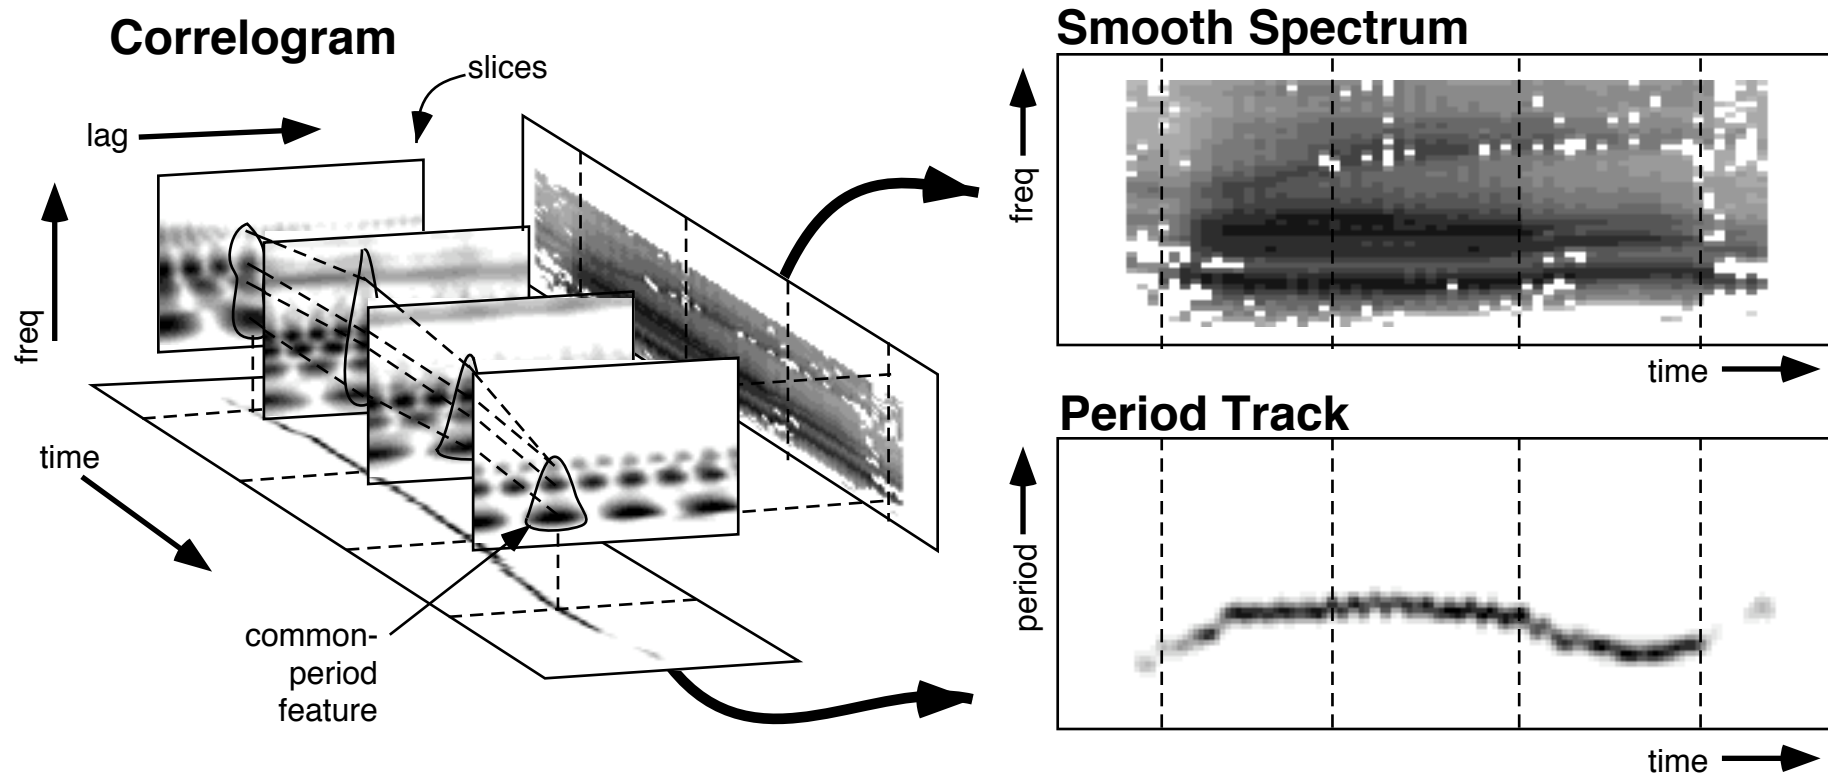 Correlogram
slices
lag
freq
time
common-
period
feature
Smooth Spectrum
freq
time
Period Track
period
time